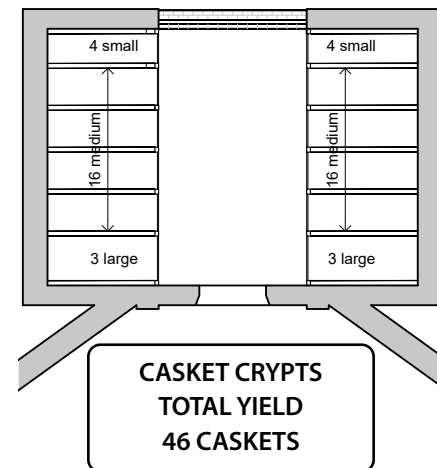 4 small
4 small
16 medium
16 medium
3 large
3 large
CASKET CRYPTS
TOTAL YIELD
46 CASKETS